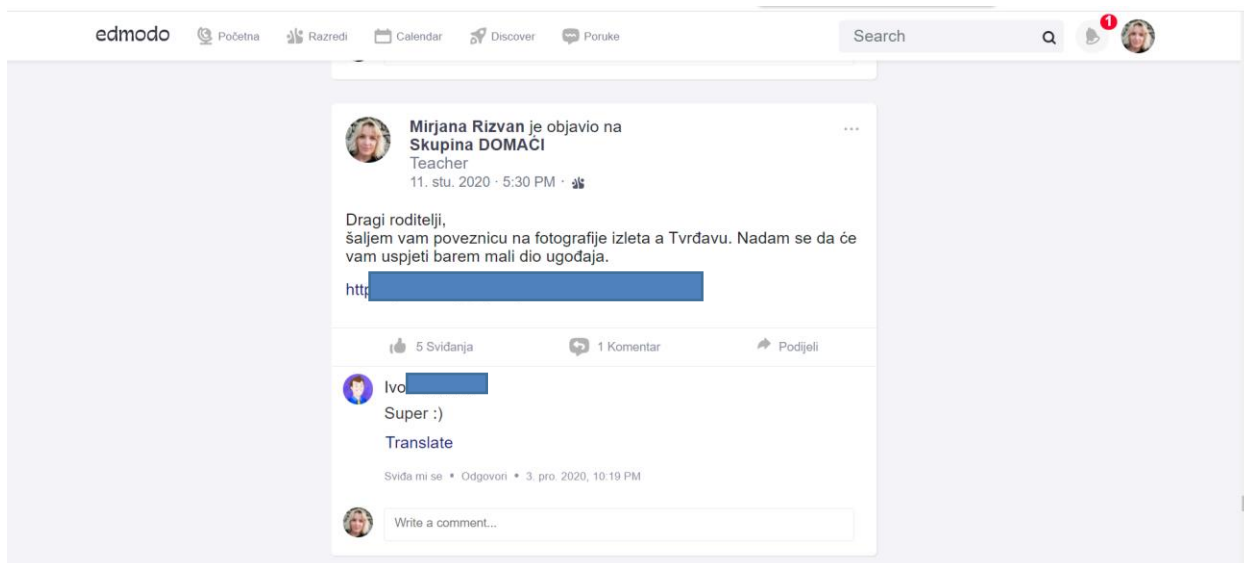 edmodo Početna Razredi Calendar Discover Poruke Search 1
Mirjana Rizvan je objavio na
Skupina DOMAĆI
Teacher
11. stu. 2020 · 5:30 PM ·
Dragi roditelji,
šaljem vam poveznicu na fotografije izleta a Tvrđavu. Nadam se da će
vam uspjeti barem mali dio ugođaja.
http
5 Sviđanja 1 Komentar Podijeli
Ivo
Super :)
Translate
Sviđa mi se • Odgovori • 3. pro. 2020, 10:19 PM
Write a comment...